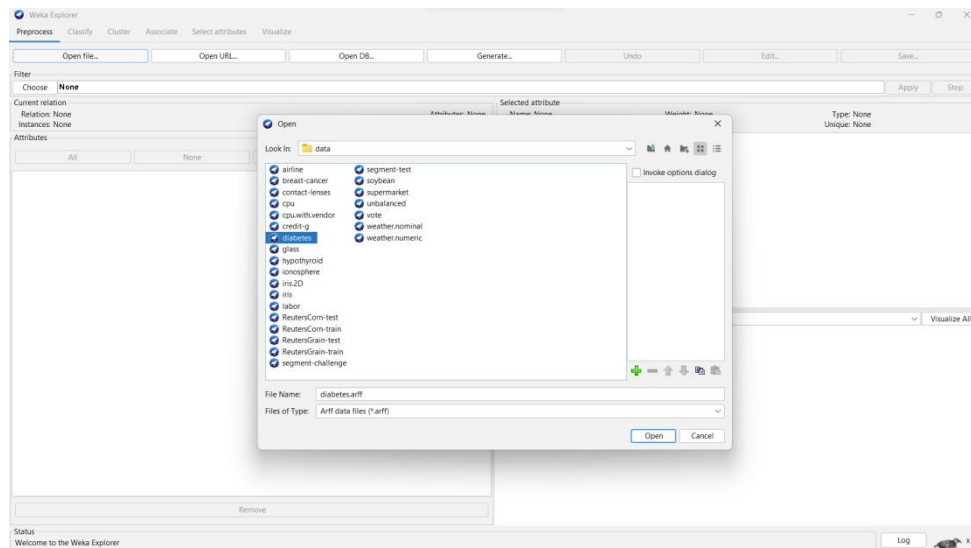 Weka Explorer
Preprocess Classify Cluster Associate Select attributes Visualize
Open file... Open URL... Open DB... Generate... Undo Edit... Save...
Filter
Choose None Apply Stop
Current relation
Relation: None Attributes: None
Instances: None
Selected attribute
Name: None Weight: None Type: None
Unique: None
Attributes
All None
Open
Look In: data
airline
breast-cancer
contact-lenses
cpu
cpu.with.vendor
credit-g
diabetes
glass
hypothyroid
ionosphere
iris.2D
iris
labor
ReutersCorn-test
ReutersCorn-train
ReutersGrain-test
ReutersGrain-train
segment-challenge
segment-test
soybean
supermarket
unbalanced
vote
weather.nominal
weather.numeric
Invoke options dialog
File Name: diabetes.arff
Files of Type: Arff data files (*.arff)
Open Cancel
Visualize All
Remove
Status
Welcome to the Weka Explorer
Log x